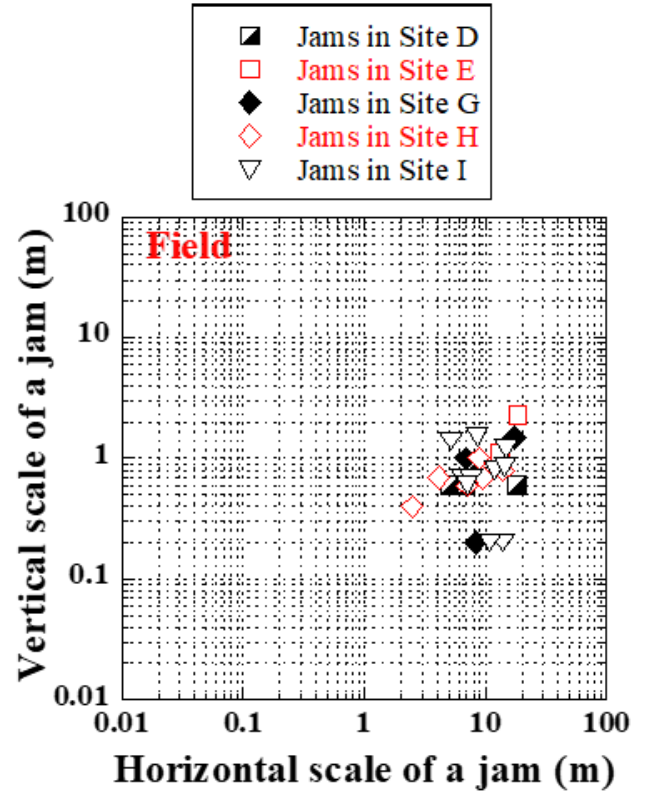 Jams in Site D
Jams in Site E
Jams in Site G
Jams in Site H
Jams in Site I
Field
Vertical scale of a jam (m)
100
10
1
0.1
0.01
0.01 0.1 1 10 100
Horizontal scale of a jam (m)